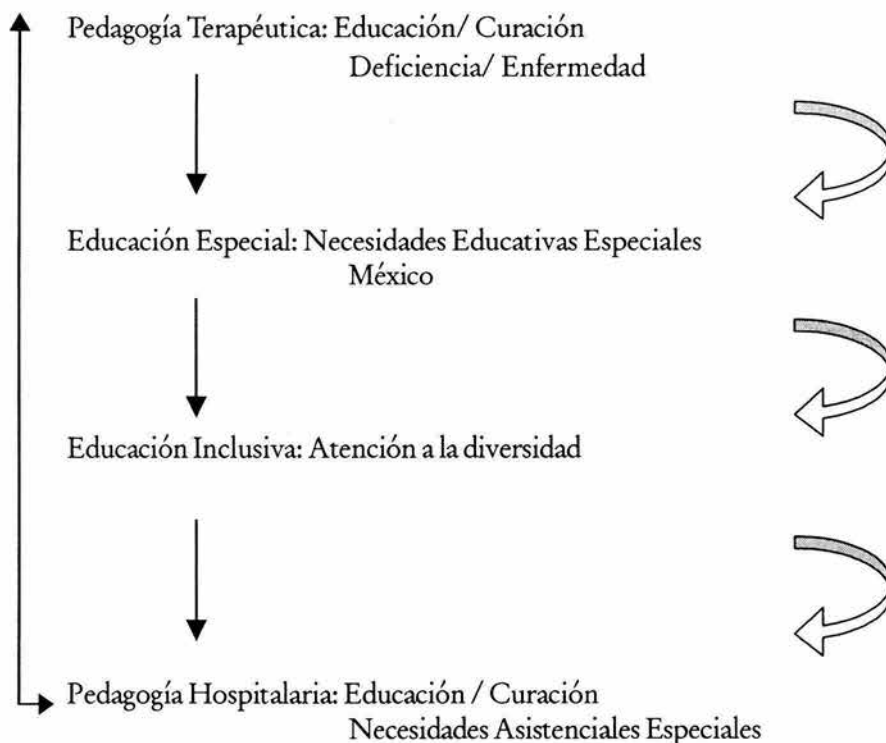 Pedagogía Terapéutica: Educación/ Curación
Deficiencia/ Enfermedad
Educación Especial: Necesidades Educativas Especiales
México
Educación Inclusiva: Atención a la diversidad
Pedagogía Hospitalaria: Educación / Curación
Necesidades Asistenciales Especiales